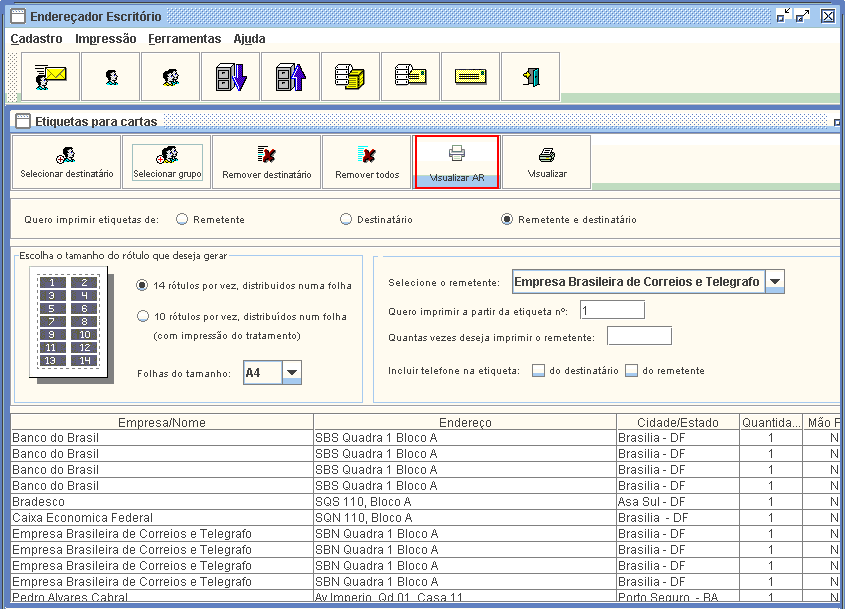 Endereçador Escritório
Cadastro Impressão Ferramentas Ajuda
Etiquetas para cartas
Selecionar destinatário Selecionar grupo Remover destinatário Remover todos Visualizar AR Visualizar
Quero imprimir etiquetas de: Remetente Destinatário Remetente e destinatário
Escolha o tamanho do rótulo que deseja gerar
1 2
3 4
5 6
7 8
9 10
11 12
13 14
14 rótulos por vez, distribuidos numa folha
10 rótulos por vez, distribuídos num folha
(com impressão do tratamento)
Folhas do tamanho: A4
Selecione o remetente: Empresa Brasileira de Correios e Telegrafo
Quero imprimir a partir da etiqueta nº: 1
Quantas vezes deseja imprimir o remetente:
Incluir telefone na etiqueta: do destinatário do remetente
Empresa/Nome Endereço Cidade/Estado Quantida... Mão F
Banco do Brasil SBS Quadra 1 Bloco A Brasilia - DF 1 N
Banco do Brasil SBS Quadra 1 Bloco A Brasilia - DF 1 N
Banco do Brasil SBS Quadra 1 Bloco A Brasilia - DF 1 N
Banco do Brasil SBS Quadra 1 Bloco A Brasilia - DF 1 N
Bradesco SQS 110, Bloco A Asa Sul - DF 1 N
Caixa Economica Federal SQN 110, Bloco A Brasilia - DF 1 N
Empresa Brasileira de Correios e Telegrafo SBN Quadra 1 Bloco A Brasilia - DF 1 N
Empresa Brasileira de Correios e Telegrafo SBN Quadra 1 Bloco A Brasilia - DF 1 N
Empresa Brasileira de Correios e Telegrafo SBN Quadra 1 Bloco A Brasilia - DF 1 N
Empresa Brasileira de Correios e Telegrafo SBN Quadra 1 Bloco A Brasilia - DF 1 N
Pedro Alvares Cabral Av Imperio, Qd 01, Casa 11 Porto Seguro - BA 1 N